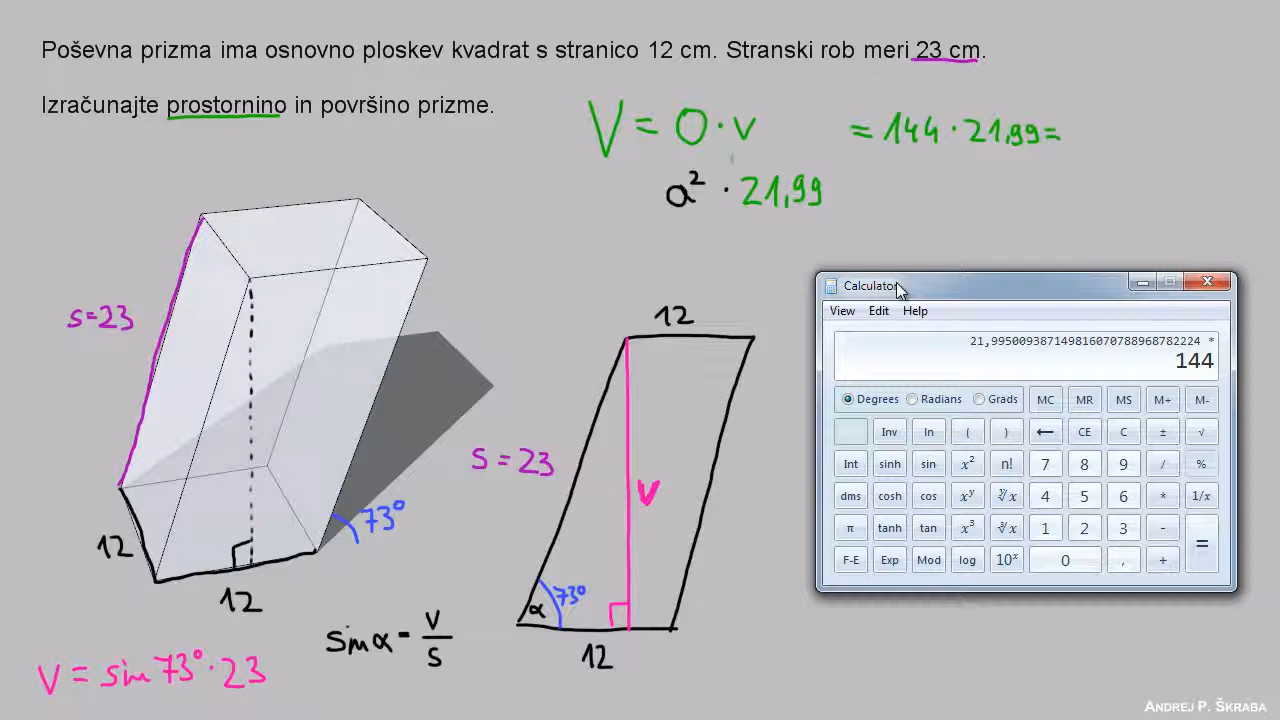 Poševna prizma ima osnovno ploskev kvadrat s stranico 12 cm. Stranski rob meri 23 cm.
Izračunajte prostornino in površino prizme.
V = O · v = 144 · 21,99 =
a² · 21,99
s=23
12
12
73°
12
s = 23
v
α
73°
12
sin α = v/s
v = sin 73° · 23
Calculator
View Edit Help
21,995009387149816070788968782224 *
144
Degrees Radians Grads MC MR MS M+ M-
Inv ln ( ) ← CE C ± √
Int sinh sin x² n! 7 8 9 / %
dms cosh cos xʸ ʸ√x 4 5 6 * 1/x
π tanh tan x³ ³√x 1 2 3 - =
F-E Exp Mod log 10ˣ 0 , +
ANDREJ P. ŠKRABA